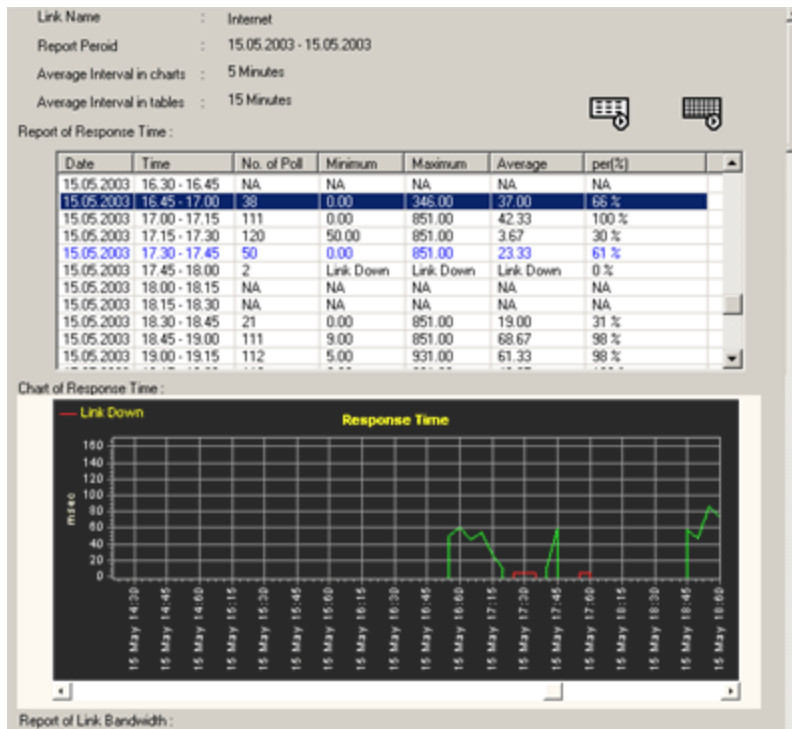 Link Name : Internet
Report Peroid : 15.05.2003 - 15.05.2003
Average Interval in charts : 5 Minutes
Average Interval in tables : 15 Minutes
Report of Response Time :
Date Time No. of Poll Minimum Maximum Average per(%)
15.05.2003 16.30 - 16.45 NA NA NA NA NA
15.05.2003 16.45 - 17.00 38 0.00 346.00 37.00 66 %
15.05.2003 17.00 - 17.15 111 0.00 851.00 42.33 100 %
15.05.2003 17.15 - 17.30 120 50.00 851.00 3.67 30 %
15.05.2003 17.30 - 17.45 50 0.00 851.00 23.33 61 %
15.05.2003 17.45 - 18.00 2 Link Down Link Down Link Down 0 %
15.05.2003 18.00 - 18.15 NA NA NA NA NA
15.05.2003 18.15 - 18.30 NA NA NA NA NA
15.05.2003 18.30 - 18.45 21 0.00 851.00 19.00 31 %
15.05.2003 18.45 - 19.00 111 9.00 851.00 68.67 98 %
15.05.2003 19.00 - 19.15 112 5.00 931.00 61.33 98 %
Chart of Response Time :
Link Down
Response Time
160
140
120
100
80
60
40
20
0
msec
15 May 14:30
15 May 14:45
15 May 14:60
15 May 15:15
15 May 15:30
15 May 15:45
15 May 15:60
15 May 16:15
15 May 16:30
15 May 16:45
15 May 16:60
15 May 17:15
15 May 17:30
15 May 17:45
15 May 17:60
15 May 18:15
15 May 18:30
15 May 18:45
15 May 18:60
Report of Link Bandwidth :